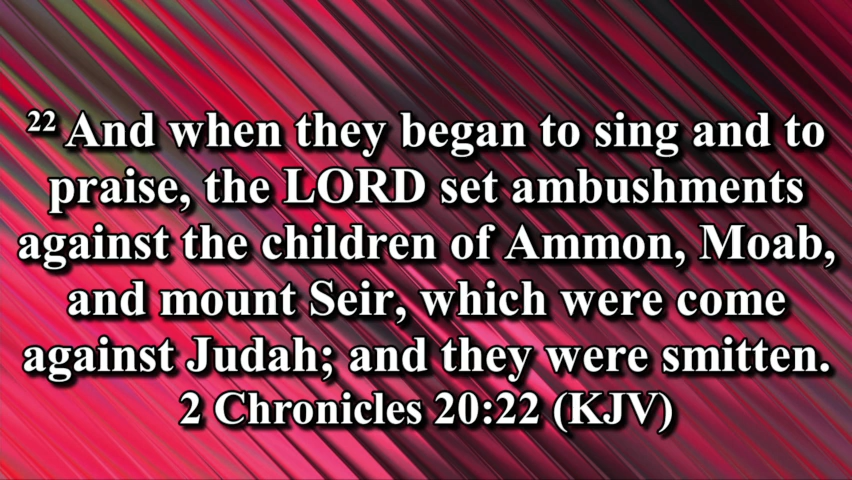 22 And when they began to sing and to
praise, the LORD set ambushments
against the children of Ammon, Moab,
and mount Seir, which were come
against Judah; and they were smitten.
2 Chronicles 20:22 (KJV)